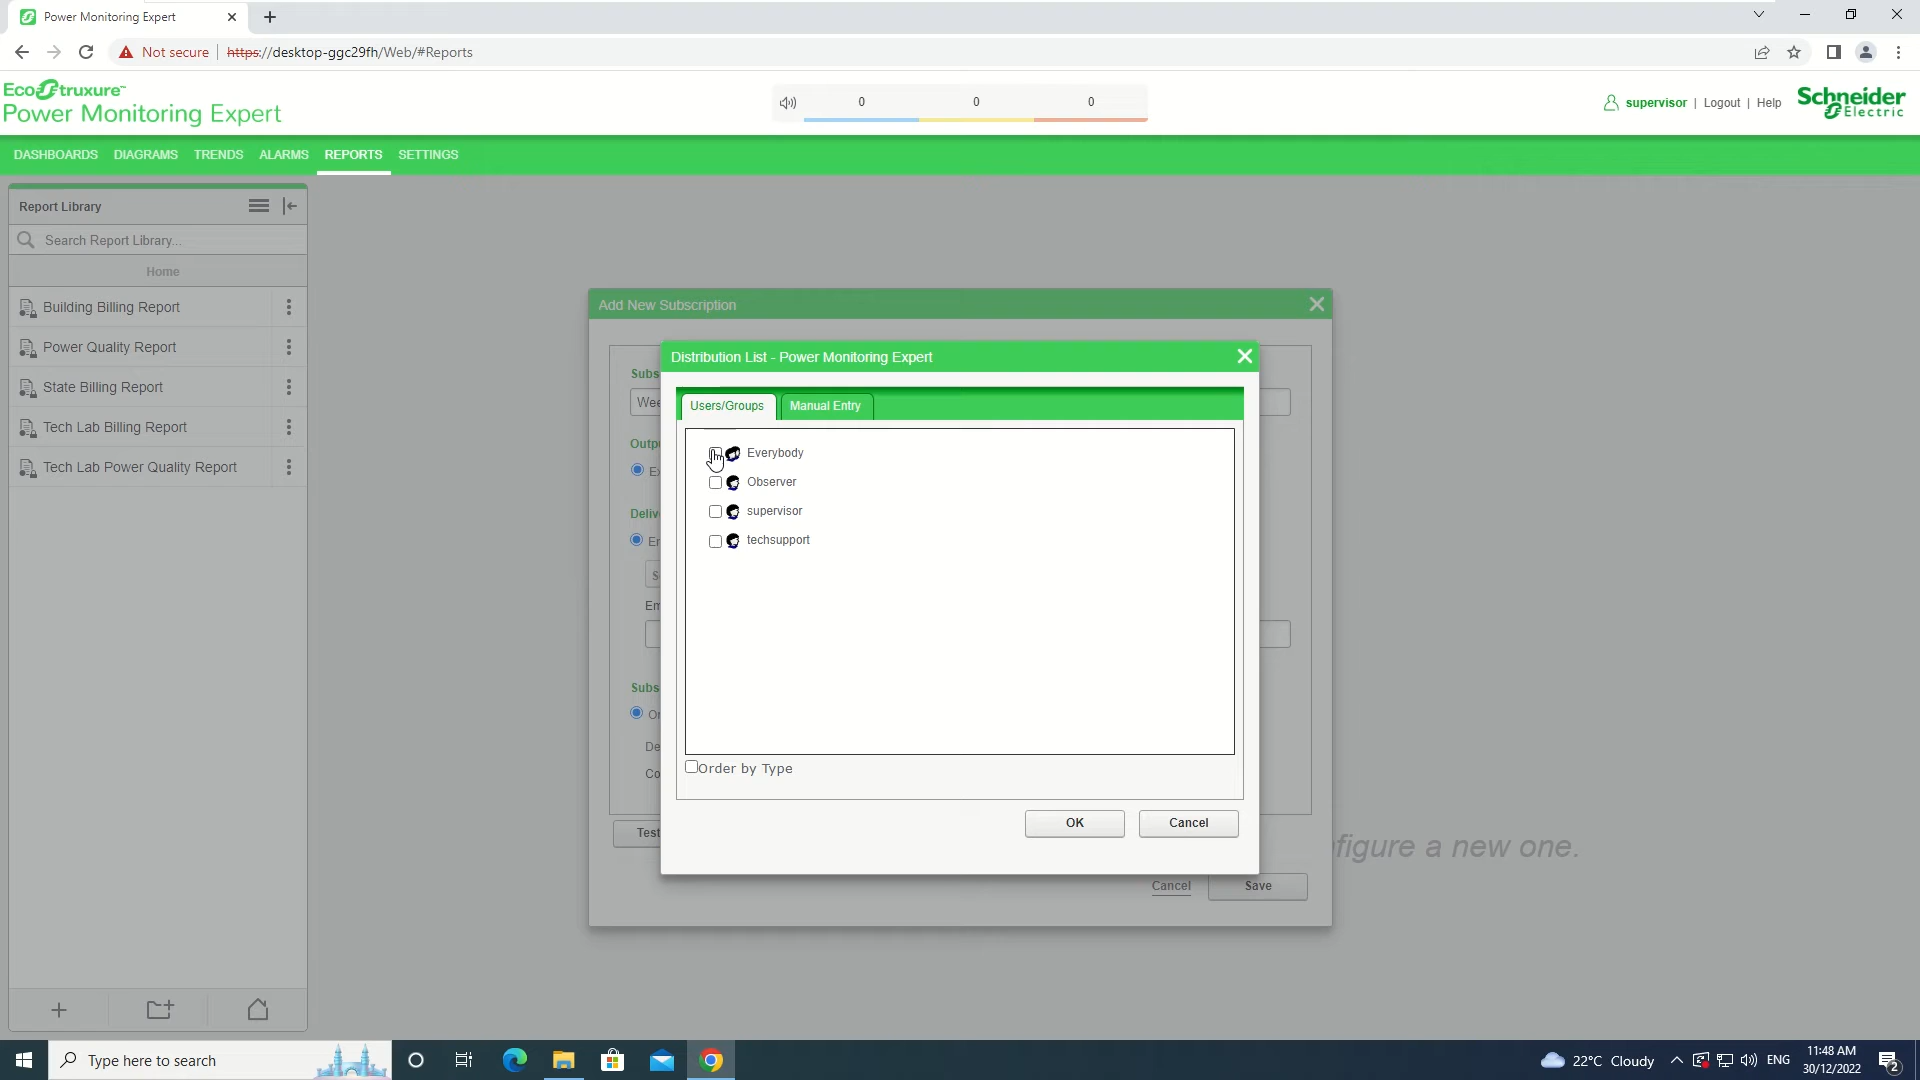 Power Monitoring Expert
Not secure https://desktop-ggc29fh/Web/#Reports
EcoStruxure™
Power Monitoring Expert
0 0 0
supervisor | Logout | Help
Schneider Electric
DASHBOARDS DIAGRAMS TRENDS ALARMS REPORTS SETTINGS
Report Library
Search Report Library...
Home
Building Billing Report
Power Quality Report
State Billing Report
Tech Lab Billing Report
Tech Lab Power Quality Report
Add New Subscription
Distribution List - Power Monitoring Expert
Users/Groups Manual Entry
Everybody
Observer
supervisor
techsupport
Order by Type
OK Cancel
Test
figure a new one.
Cancel Save
Type here to search
22°C Cloudy ENG 11:48 AM
30/12/2022 2